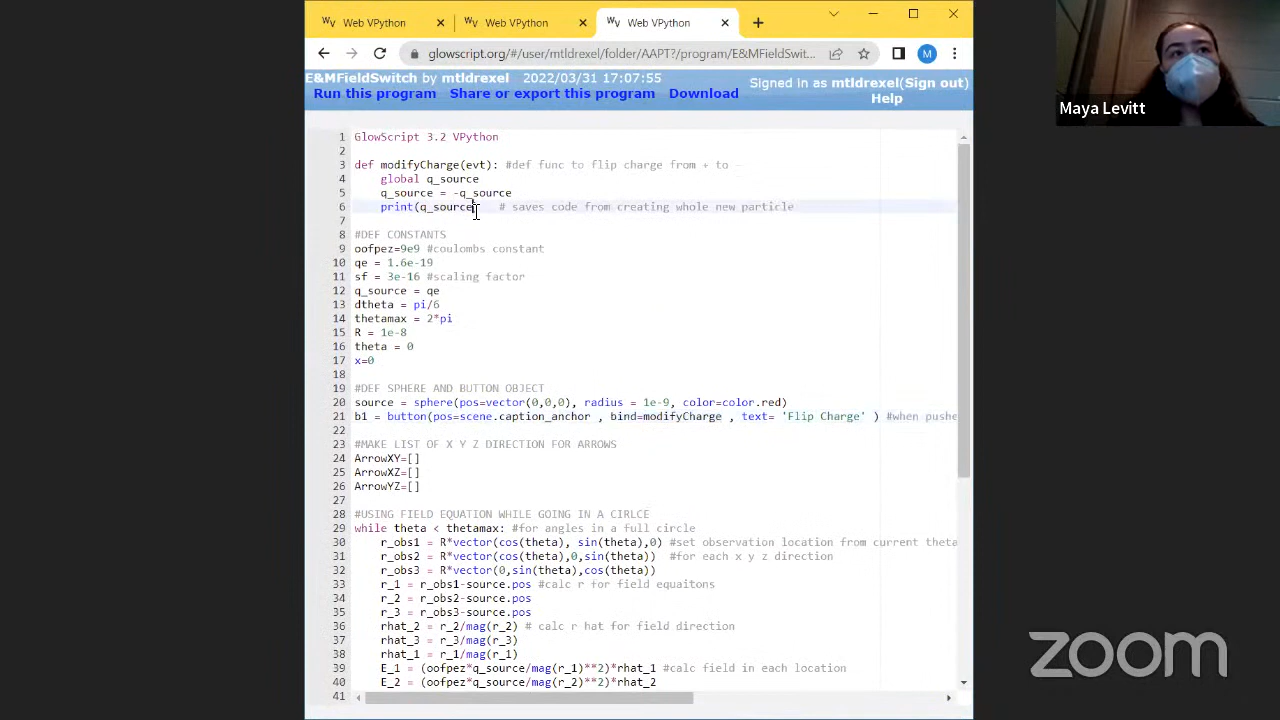 Web VPython
Web VPython
Web VPython
glowscript.org/#/user/mtldrexel/folder/AAPT?/program/E&MFieldSwit...
M
E&MFieldSwitch by mtldrexel 2022/03/31 17:07:55
Signed in as mtldrexel(Sign out)
Run this program Share or export this program Download
Help
Maya Levitt
1 GlowScript 3.2 VPython
2
3 def modifyCharge(evt): #def func to flip charge from + to -
4 global q_source
5 q_source = -q_source
6 print(q_source # saves code from creating whole new particle
7
8 #DEF CONSTANTS
9 oofpez=9e9 #coulombs constant
10 qe = 1.6e-19
11 sf = 3e-16 #scaling factor
12 q_source = qe
13 dtheta = pi/6
14 thetamax = 2*pi
15 R = 1e-8
16 theta = 0
17 x=0
18
19 #DEF SPHERE AND BUTTON OBJECT
20 source = sphere(pos=vector(0,0,0), radius = 1e-9, color=color.red)
21 b1 = button(pos=scene.caption_anchor , bind=modifyCharge , text= 'Flip Charge' ) #when pushe
22
23 #MAKE LIST OF X Y Z DIRECTION FOR ARROWS
24 ArrowXY=[]
25 ArrowXZ=[]
26 ArrowYZ=[]
27
28 #USING FIELD EQUATION WHILE GOING IN A CIRLCE
29 while theta < thetamax: #for angles in a full circle
30 r_obs1 = R*vector(cos(theta), sin(theta),0) #set observation location from current theta
31 r_obs2 = R*vector(cos(theta),0,sin(theta)) #for each x y z direction
32 r_obs3 = R*vector(0,sin(theta),cos(theta))
33 r_1 = r_obs1-source.pos #calc r for field equaitons
34 r_2 = r_obs2-source.pos
35 r_3 = r_obs3-source.pos
36 rhat_2 = r_2/mag(r_2) # calc r hat for field direction
37 rhat_3 = r_3/mag(r_3)
38 rhat_1 = r_1/mag(r_1)
39 E_1 = (oofpez*q_source/mag(r_1)**2)*rhat_1 #calc field in each location
40 E_2 = (oofpez*q_source/mag(r_2)**2)*rhat_2
41
zoom